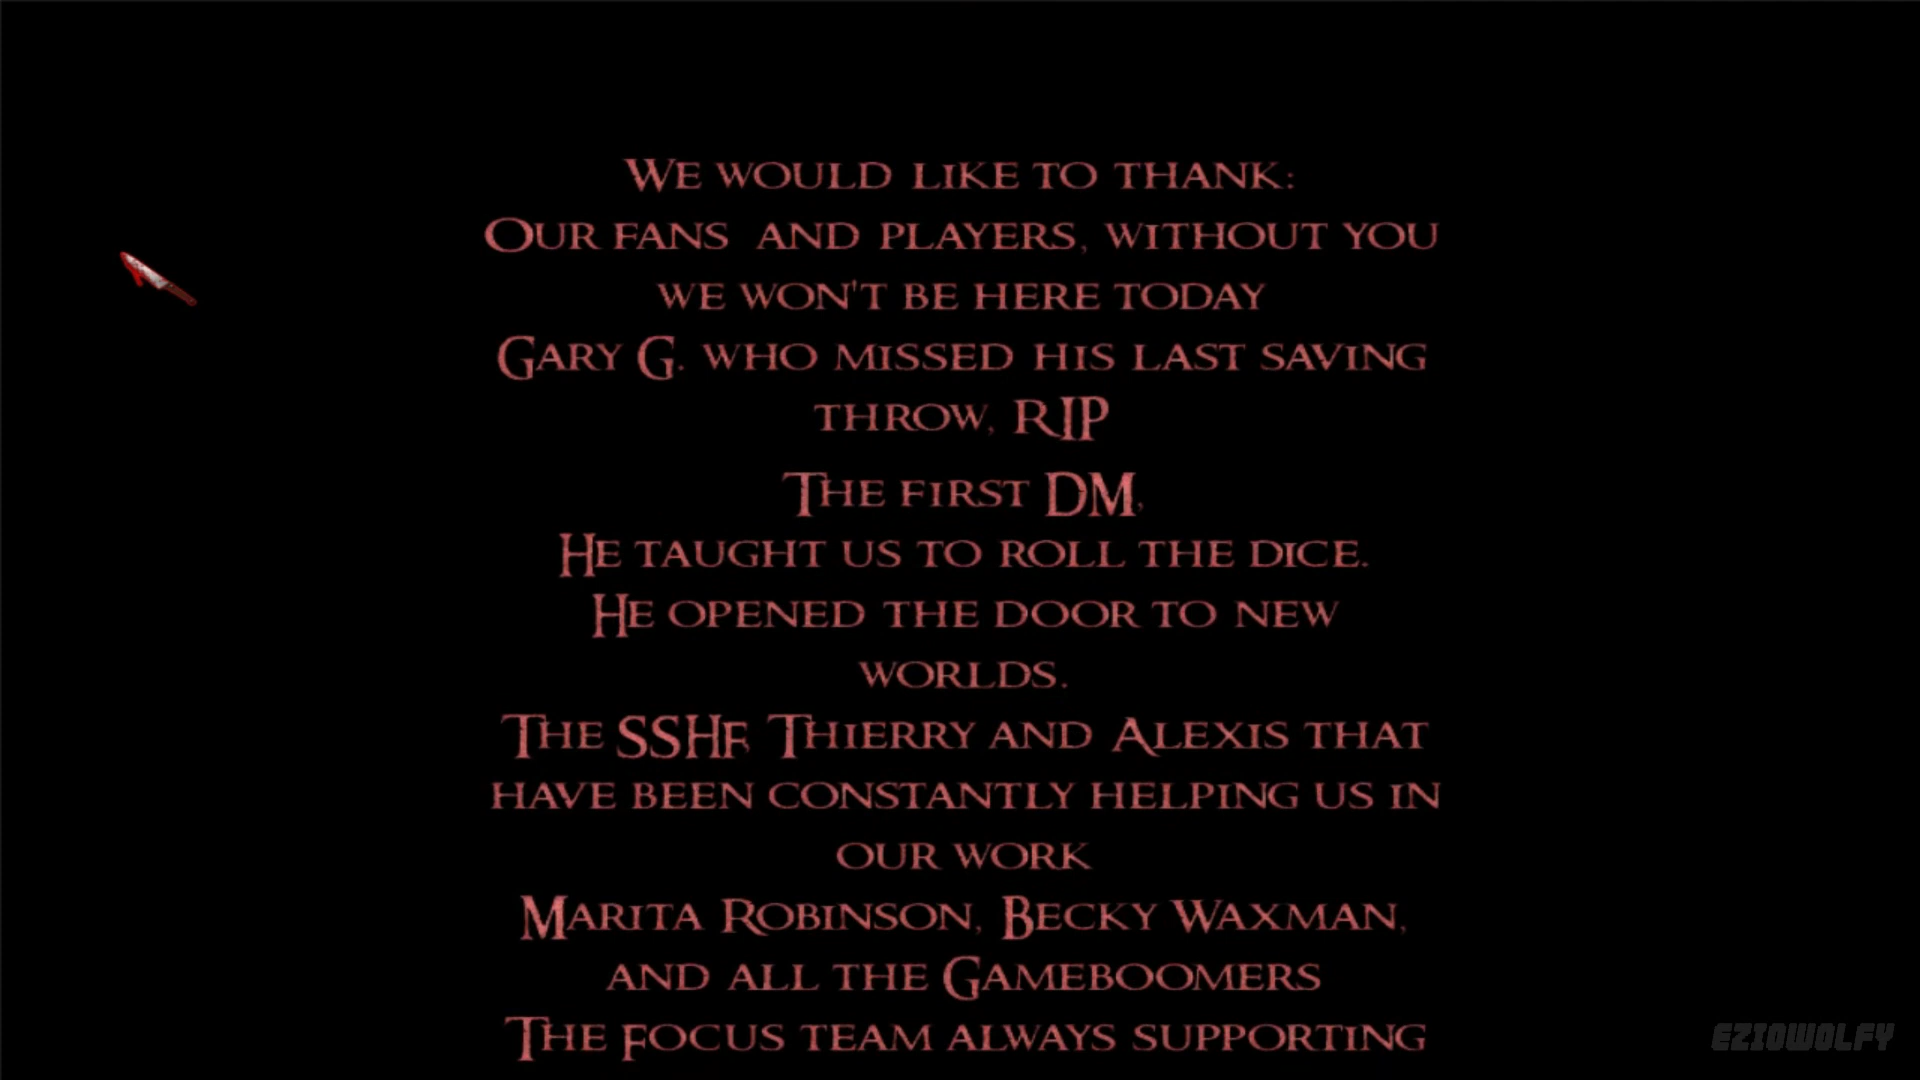 We would like to thank:
Our fans and players, without you
we won't be here today
Gary G. who missed his last saving
throw, RIP
The first DM,
He taught us to roll the dice.
He opened the door to new
worlds.
The SSHF, Thierry and Alexis that
have been constantly helping us in
our work
Marita Robinson, Becky Waxman,
and all the Gameboomers
The Focus team always supporting
EZIOWOLFY